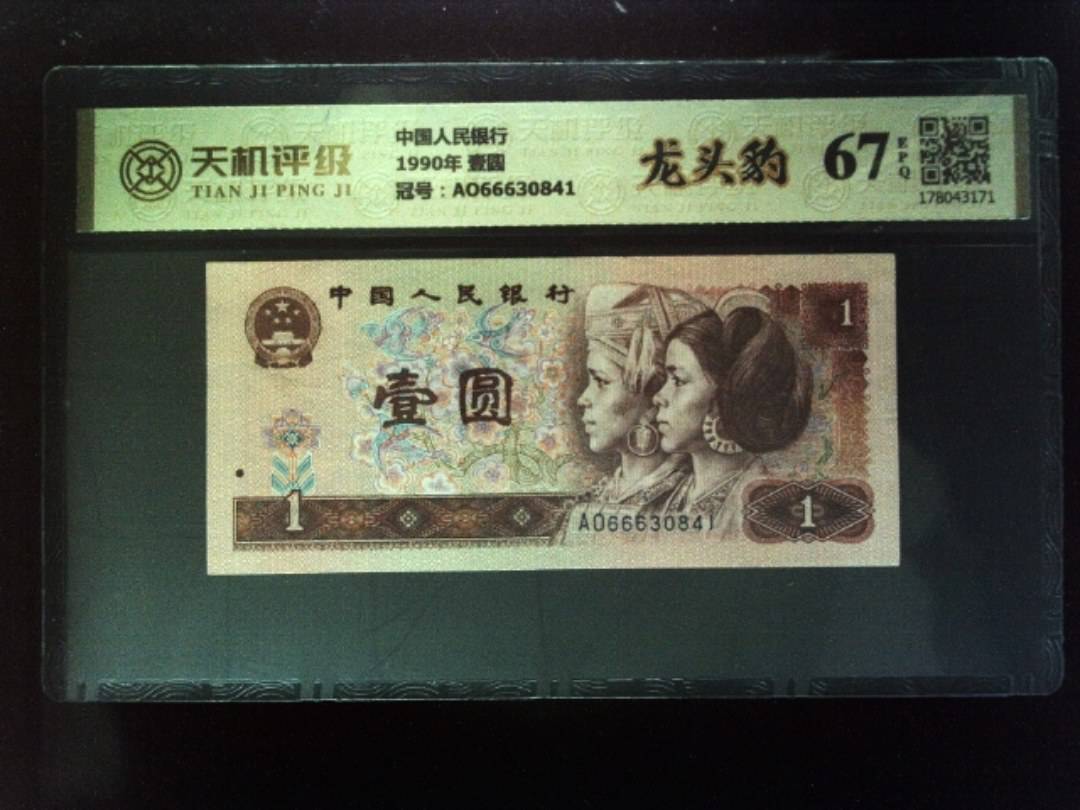 天机评级
TIAN JI PING JI
中国人民银行
1990年 壹圆
冠号：AO66630841
龙头豹
67
EPQ
178043171
中国人民银行
1
壹圆
1
AO66630841
1